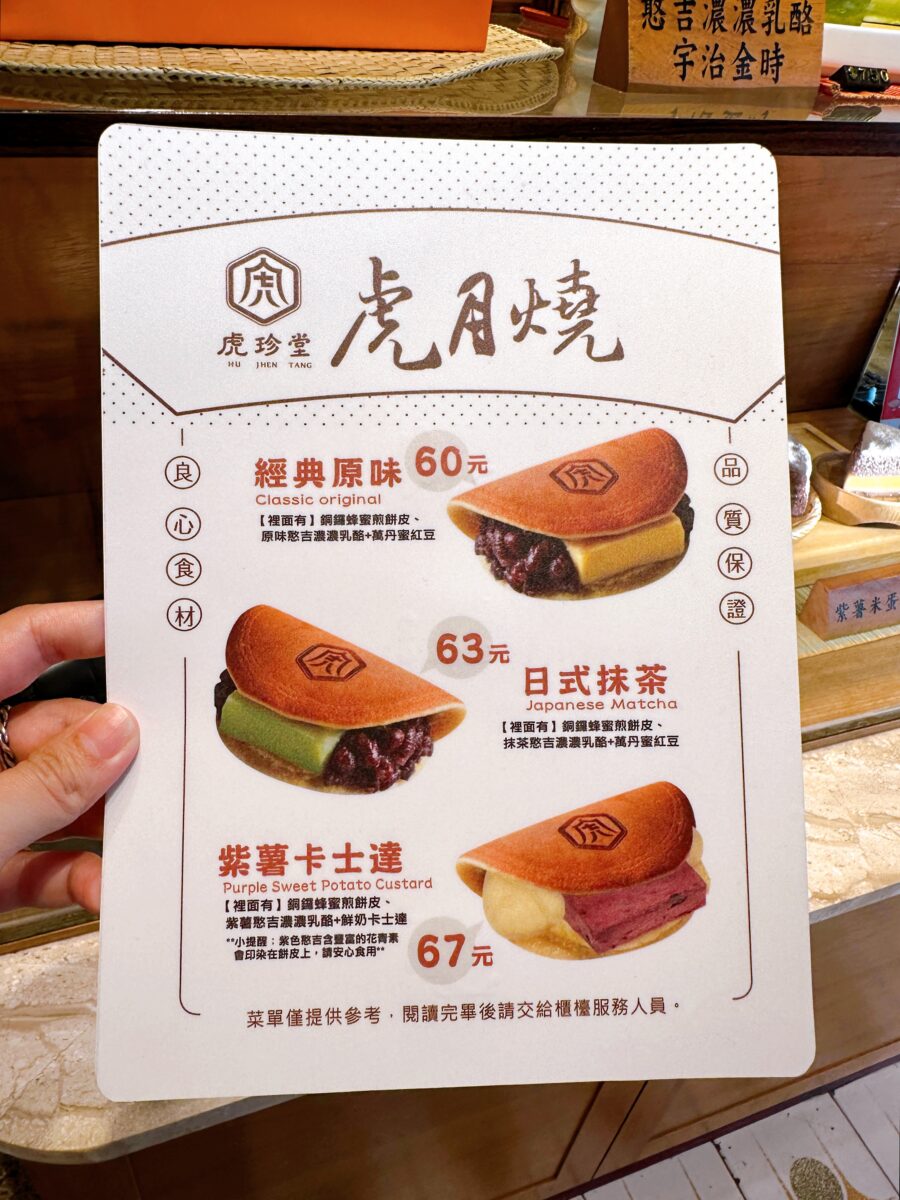 憨吉濃濃乳酪
宇治金時
虎
虎珍堂
HU JHEN TANG
虎月燒
良心食材
品質保證
經典原味 60元
Classic original
【裡面有】銅鑼蜂蜜煎餅皮、
原味憨吉濃濃乳酪+萬丹蜜紅豆
63元
日式抹茶
Japanese Matcha
【裡面有】銅鑼蜂蜜煎餅皮、
抹茶憨吉濃濃乳酪+萬丹蜜紅豆
紫薯卡士達
Purple Sweet Potato Custard
【裡面有】銅鑼蜂蜜煎餅皮、
紫薯憨吉濃濃乳酪+鮮奶卡士達
**小提醒：紫色憨吉含豐富的花青素
會印染在餅皮上，請安心食用**
67元
菜單僅提供參考，閱讀完畢後請交給櫃檯服務人員。
紫薯米蛋